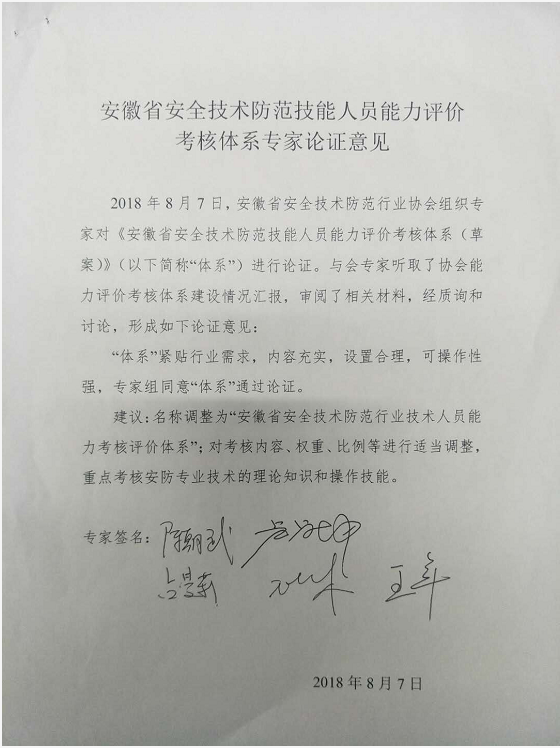 安徽省安全技术防范技能人员能力评价
考核体系专家论证意见
2018 年 8 月 7 日，安徽省安全技术防范行业协会组织专
家对《安徽省安全技术防范技能人员能力评价考核体系（草
案）》（以下简称“体系”）进行论证。与会专家听取了协会能
力评价考核体系建设情况汇报，审阅了相关材料，经质询和
讨论，形成如下论证意见：
“体系”紧贴行业需求，内容充实，设置合理，可操作性
强，专家组同意“体系”通过论证。
建议：名称调整为“安徽省安全技术防范行业技术人员能
力考核评价体系”；对考核内容、权重、比例等进行适当调整，
重点考核安防专业技术的理论知识和操作技能。
专家签名：
2018 年 8 月 7 日